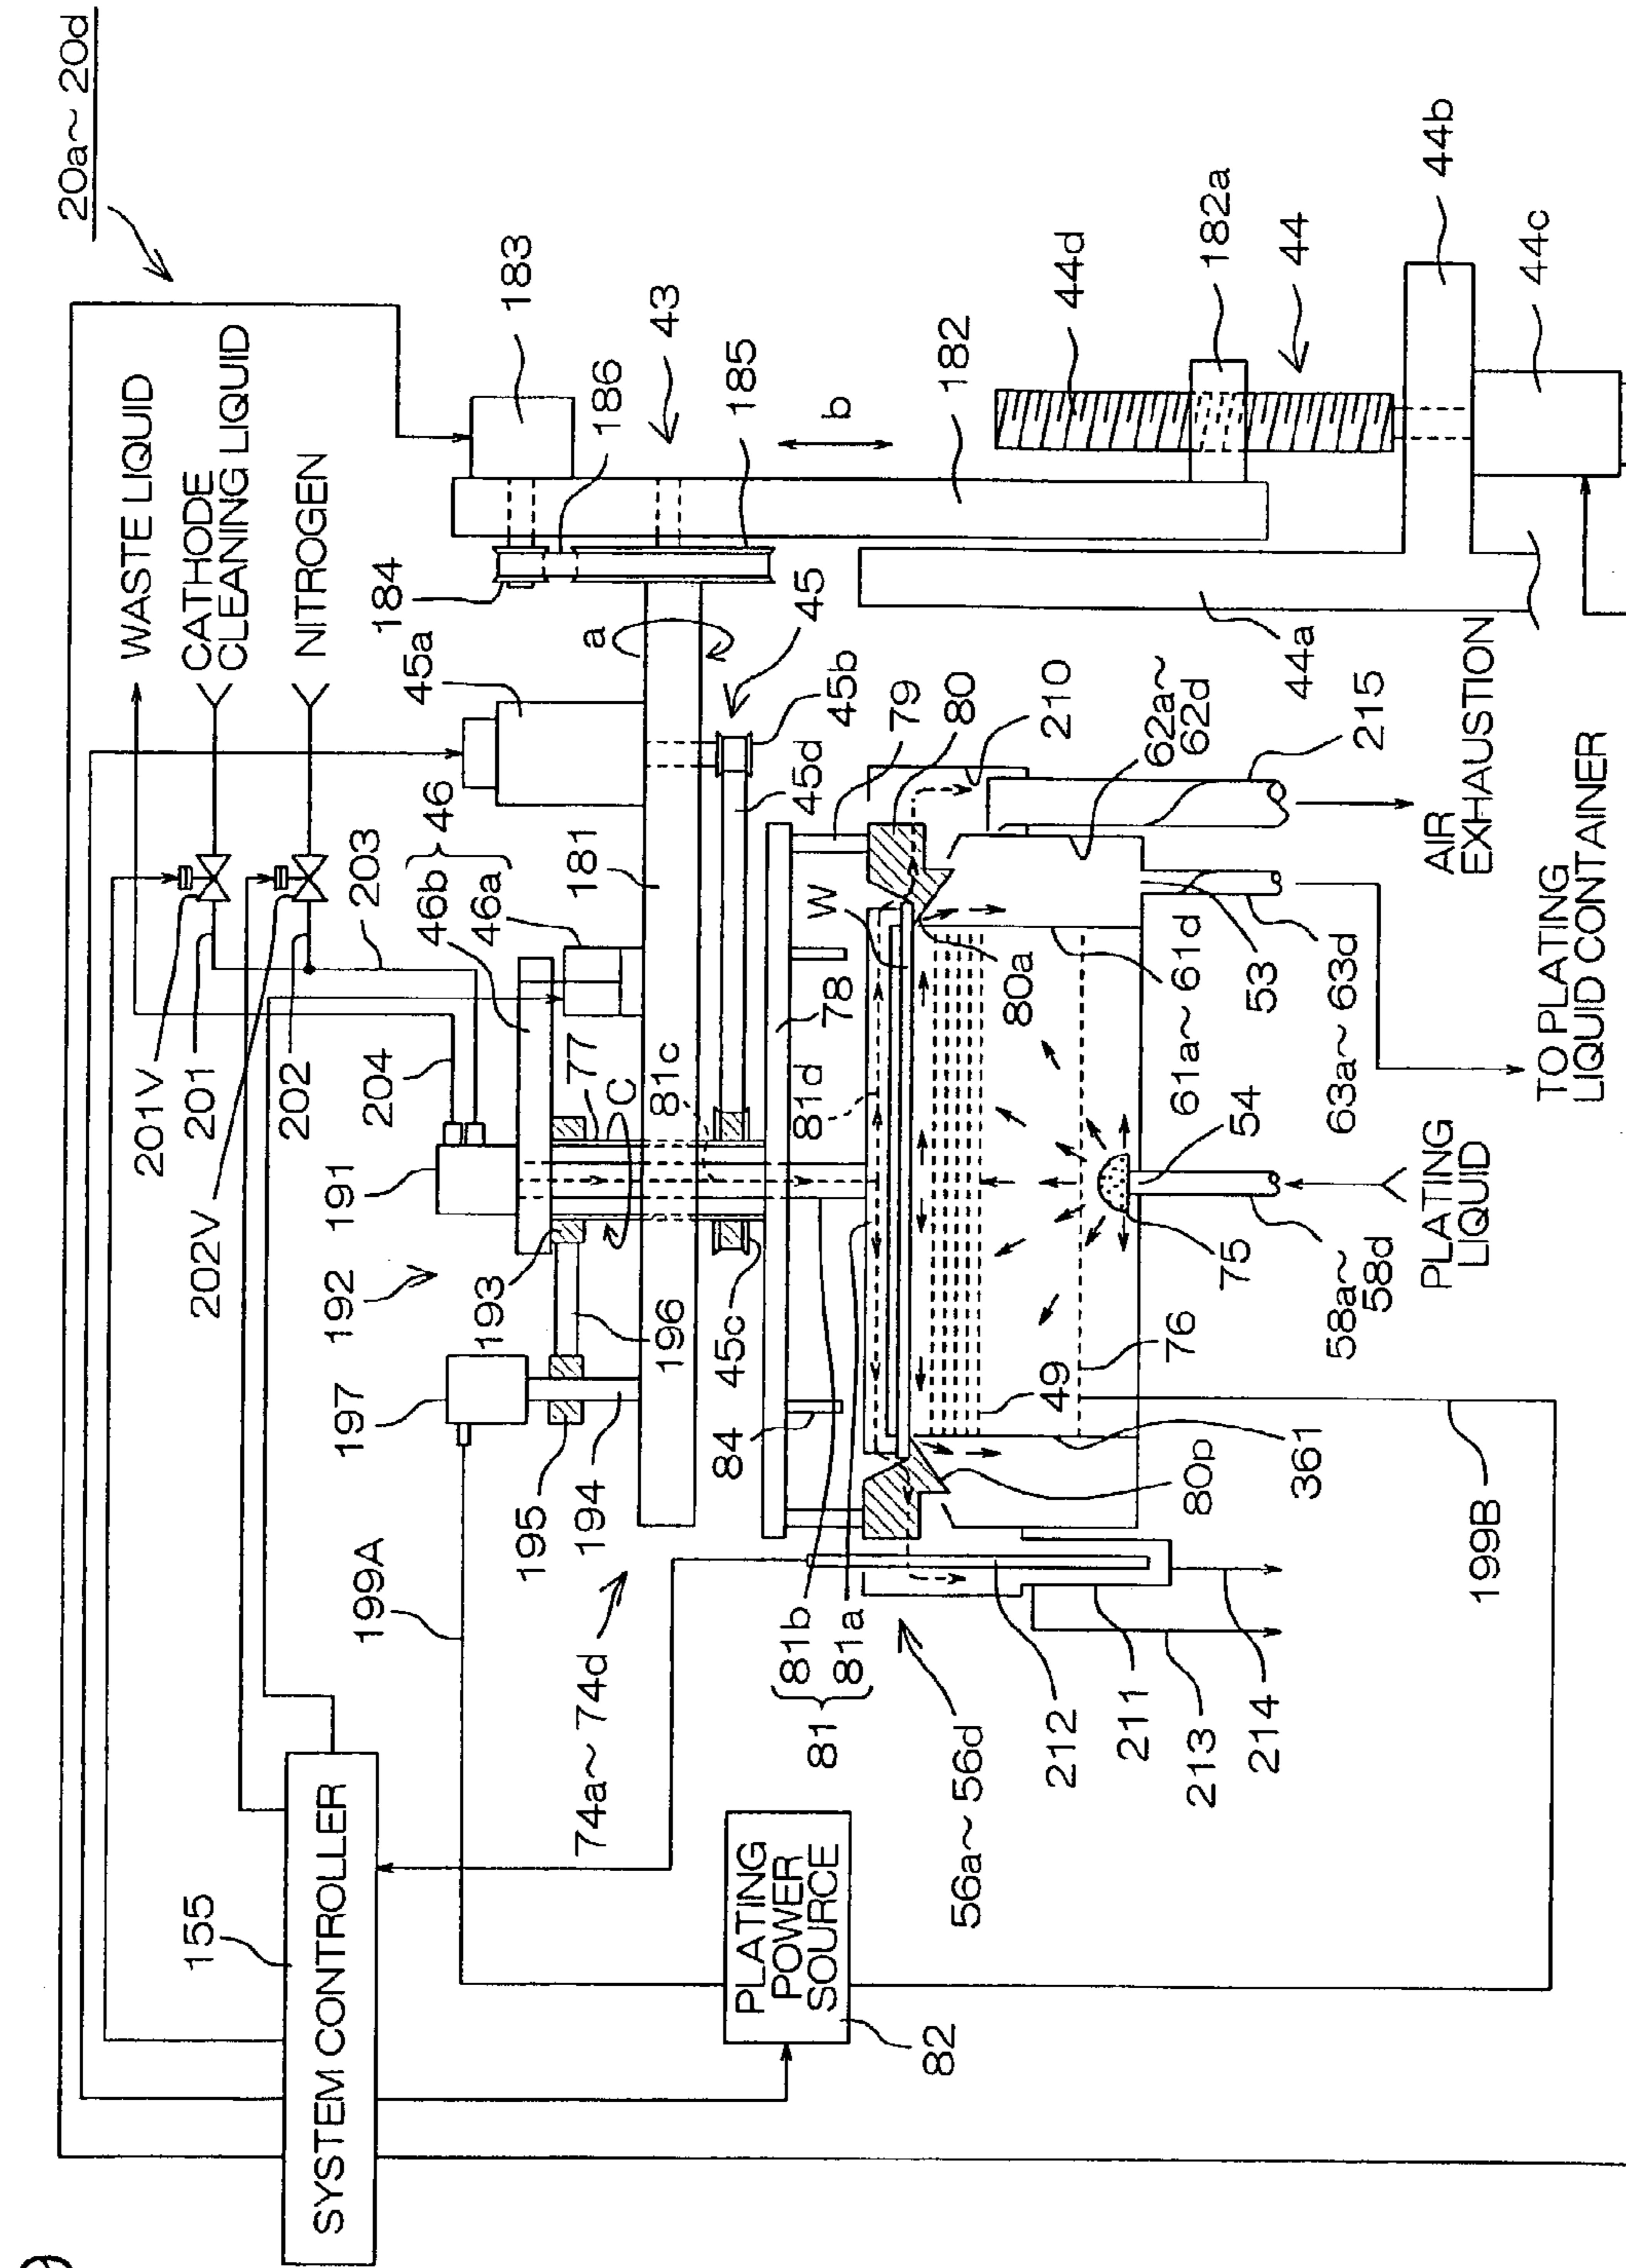 9
20a~20d
WASTE LIQUID
CATHODE
CLEANING LIQUID
NITROGEN
201V
201
202V
202
203
204
191
192
193
197
195
194
196
199A
155
SYSTEM CONTROLLER
46b
46a
46
45a
77
C
81c
181
a
184
186
183
43
185
b
182
44d
182a
44
44b
44c
44a
45
45b
45d
45c
79
80
210
62a~
62d
215
AIR
EXHAUSTION
78
W
81d
80a
61a~61d
53
63a~63d
TO PLATING
LIQUID CONTAINER
54
75
58a~
58d
PLATING
LIQUID
76
49
84
361
80p
199B
81b
81a
81
74a~74d
56a~56d
212
211
213
214
PLATING
POWER
SOURCE
82